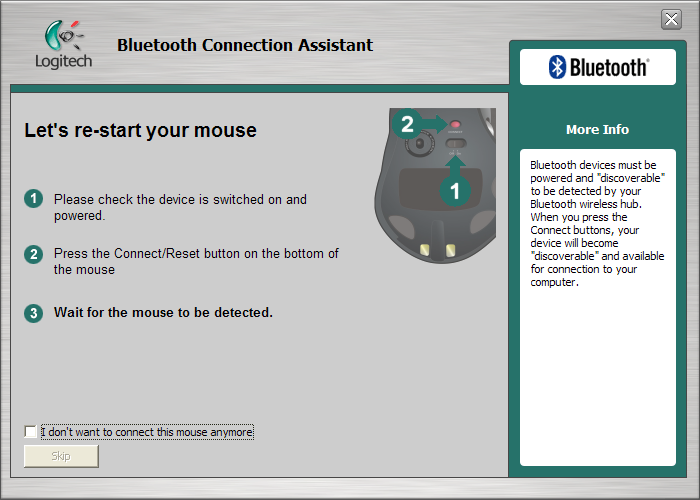 Logitech
Bluetooth Connection Assistant
Bluetooth
Let's re-start your mouse
1 Please check the device is switched on and
powered.
2 Press the Connect/Reset button on the bottom of
the mouse
3 Wait for the mouse to be detected.
2
1
I don't want to connect this mouse anymore
Skip
More Info
Bluetooth devices must be
powered and "discoverable"
to be detected by your
Bluetooth wireless hub.
When you press the
Connect buttons, your
device will become
"discoverable" and available
for connection to your
computer.